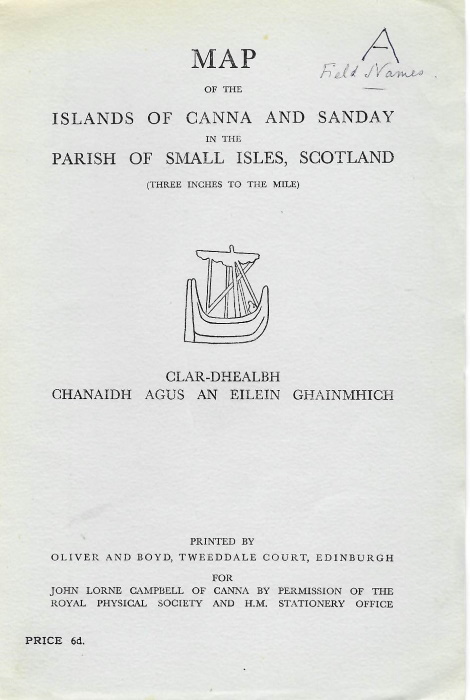 A
Field Names.
MAP
OF THE
ISLANDS OF CANNA AND SANDAY
IN THE
PARISH OF SMALL ISLES, SCOTLAND
(THREE INCHES TO THE MILE)
CLAR-DHEALBH
CHANAIDH AGUS AN EILEIN GHAINMHICH
PRINTED BY
OLIVER AND BOYD, TWEEDDALE COURT, EDINBURGH
FOR
JOHN LORNE CAMPBELL OF CANNA BY PERMISSION OF THE
ROYAL PHYSICAL SOCIETY AND H.M. STATIONERY OFFICE
PRICE 6d.